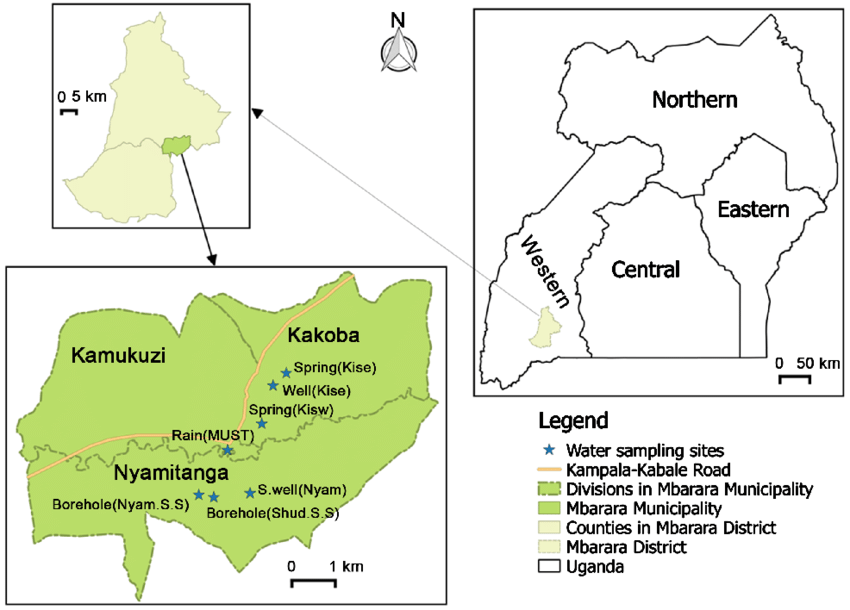 N
0 5 km
Northern
Eastern
Western
Central
0 50 km
Kamukuzi
Kakoba
Spring(Kise)
Well(Kise)
Spring(Kisw)
Rain(MUST)
Nyamitanga
S.well(Nyam)
Borehole(Nyam.S.S)
Borehole(Shud.S.S)
0 1 km
Legend
Water sampling sites
Kampala-Kabale Road
Divisions in Mbarara Municipality
Mbarara Municipality
Counties in Mbarara District
Mbarara District
Uganda